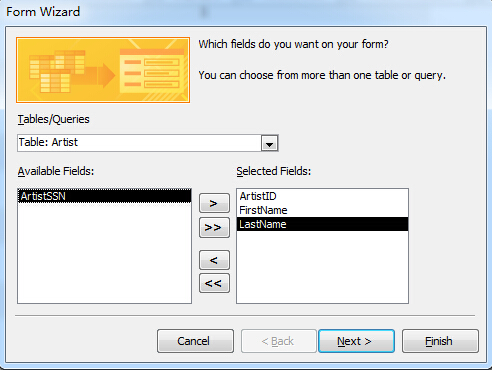 Form Wizard
Which fields do you want on your form?
You can choose from more than one table or query.
Tables/Queries
Table: Artist
Available Fields:
Selected Fields:
ArtistSSN
ArtistID
FirstName
LastName
>
>>
<
<<
Cancel
< Back
Next >
Finish